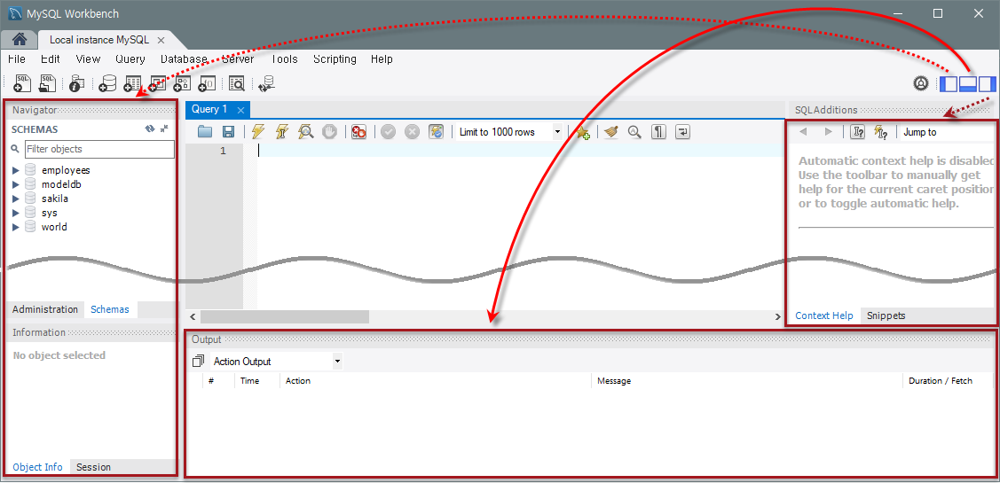 MySQL Workbench
Local instance MySQL
File Edit View Query Database Server Tools Scripting Help
SQL SQL
Navigator
SCHEMAS
Filter objects
employees
modeldb
sakila
sys
world
Administration Schemas
Information
No object selected
Object Info Session
Query 1
Limit to 1000 rows
1
SQLAdditions
Jump to
Automatic context help is disabled
Use the toolbar to manually get
help for the current caret position
or to toggle automatic help.
Context Help Snippets
Output
Action Output
# Time Action Message Duration / Fetch